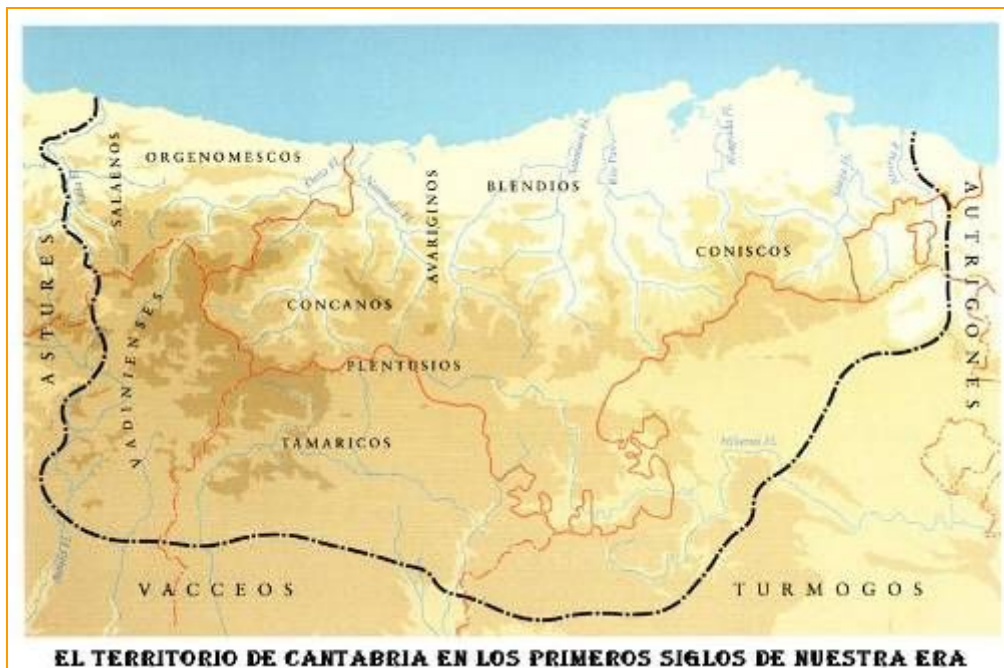 ORGENOMESCOS
SALAENOS
AVARIGINOS
BLENDIOS
AUTRIGONES
CONISCOS
ASTURES
VADINIENSES
CONCANOS
PLENTUSIOS
TAMARICOS
VACCEOS
TURMOGOS
EL TERRITORIO DE CANTABRIA EN LOS PRIMEROS SIGLOS DE NUESTRA ERA